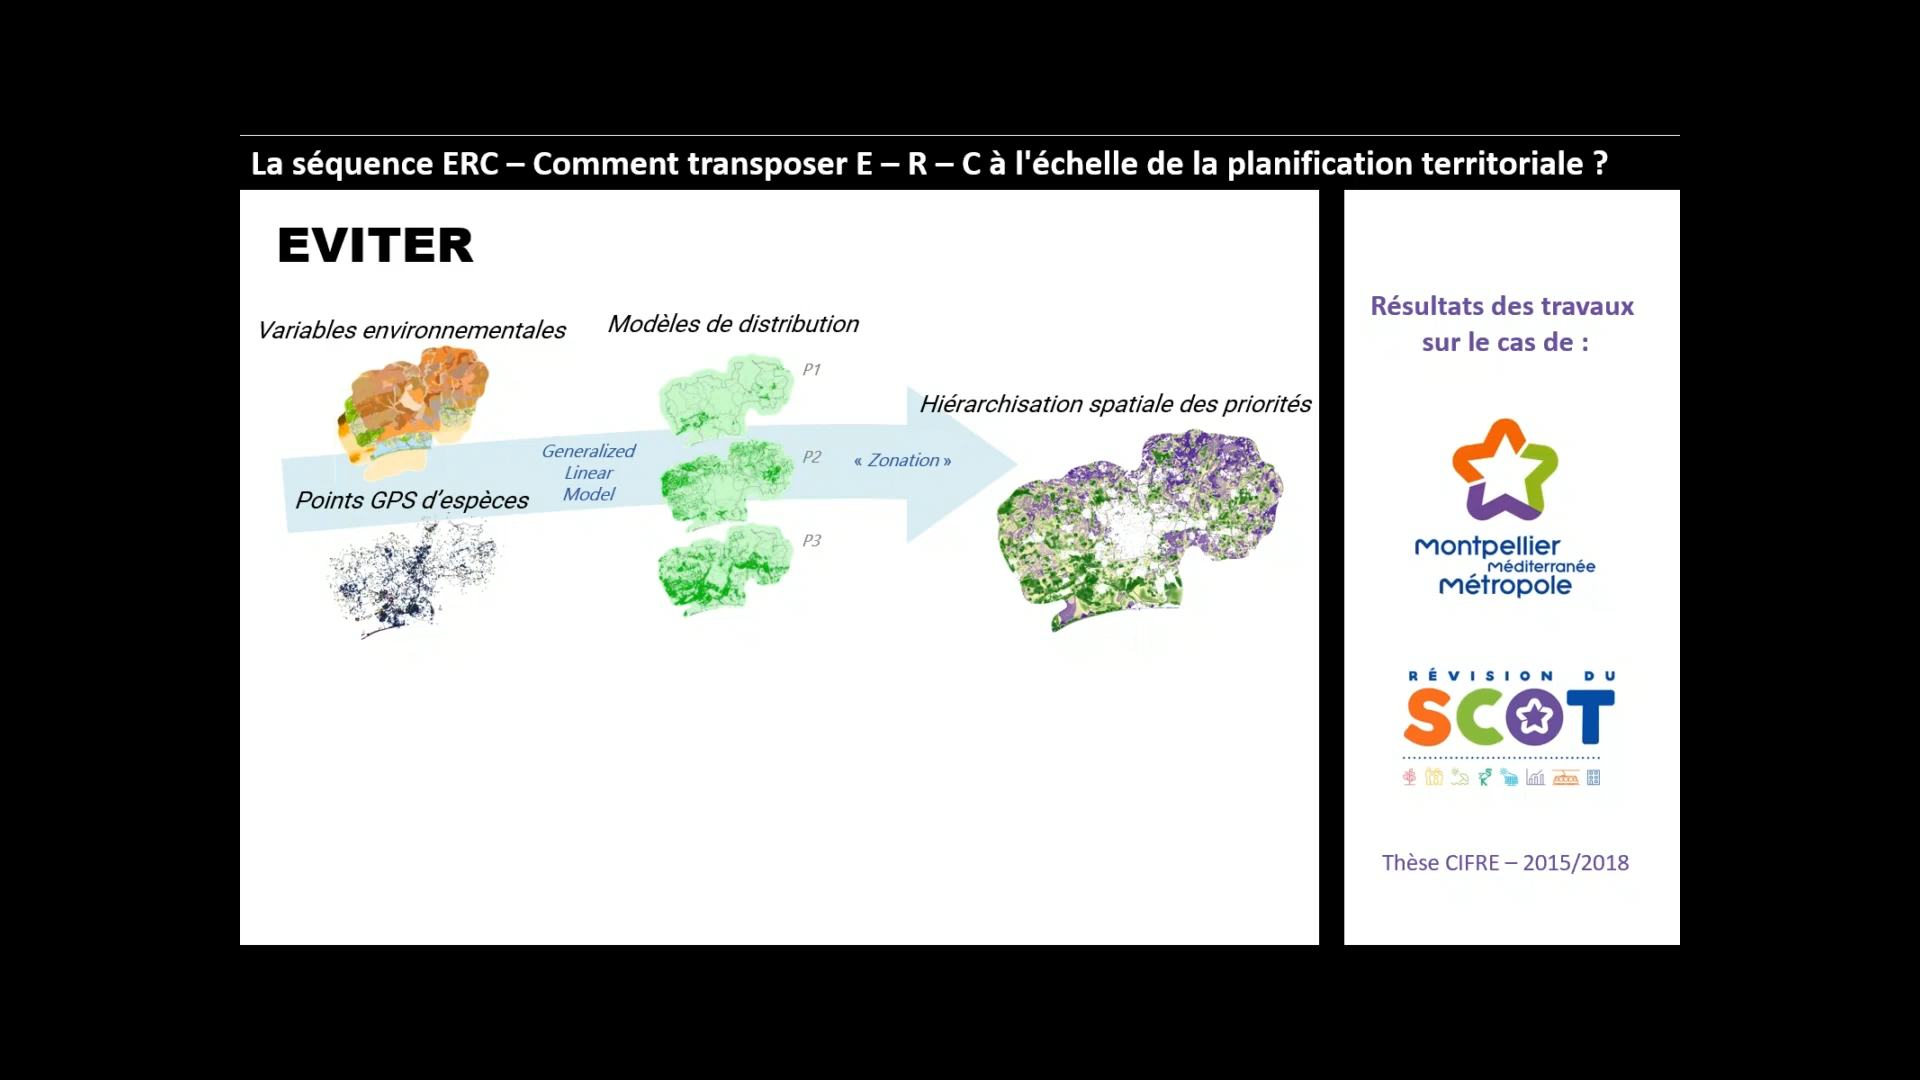 La séquence ERC – Comment transposer E – R – C à l'échelle de la planification territoriale ?
EVITER
Variables environnementales
Modèles de distribution
P1
Hiérarchisation spatiale des priorités
Generalized
Linear
Model
P2
« Zonation »
Points GPS d’espèces
P3
Résultats des travaux
sur le cas de :
montpellier
méditerranée
métropole
RÉVISION DU
SCOT
Thèse CIFRE – 2015/2018